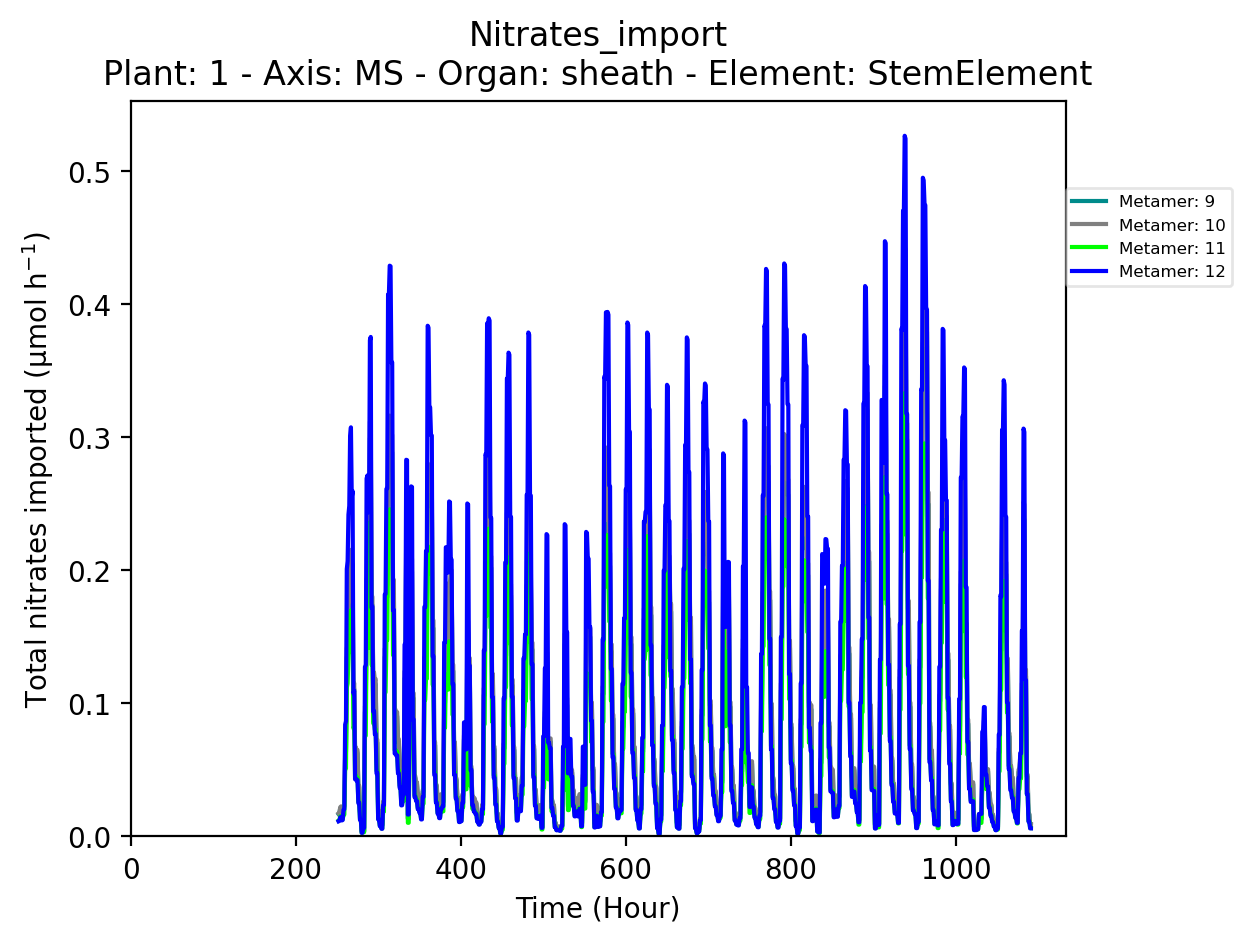 Nitrates_import
Plant: 1 - Axis: MS - Organ: sheath - Element: StemElement
Total nitrates imported (µmol h⁻¹)
0.5
0.4
0.3
0.2
0.1
0.0
0 200 400 600 800 1000
Time (Hour)
Metamer: 9
Metamer: 10
Metamer: 11
Metamer: 12